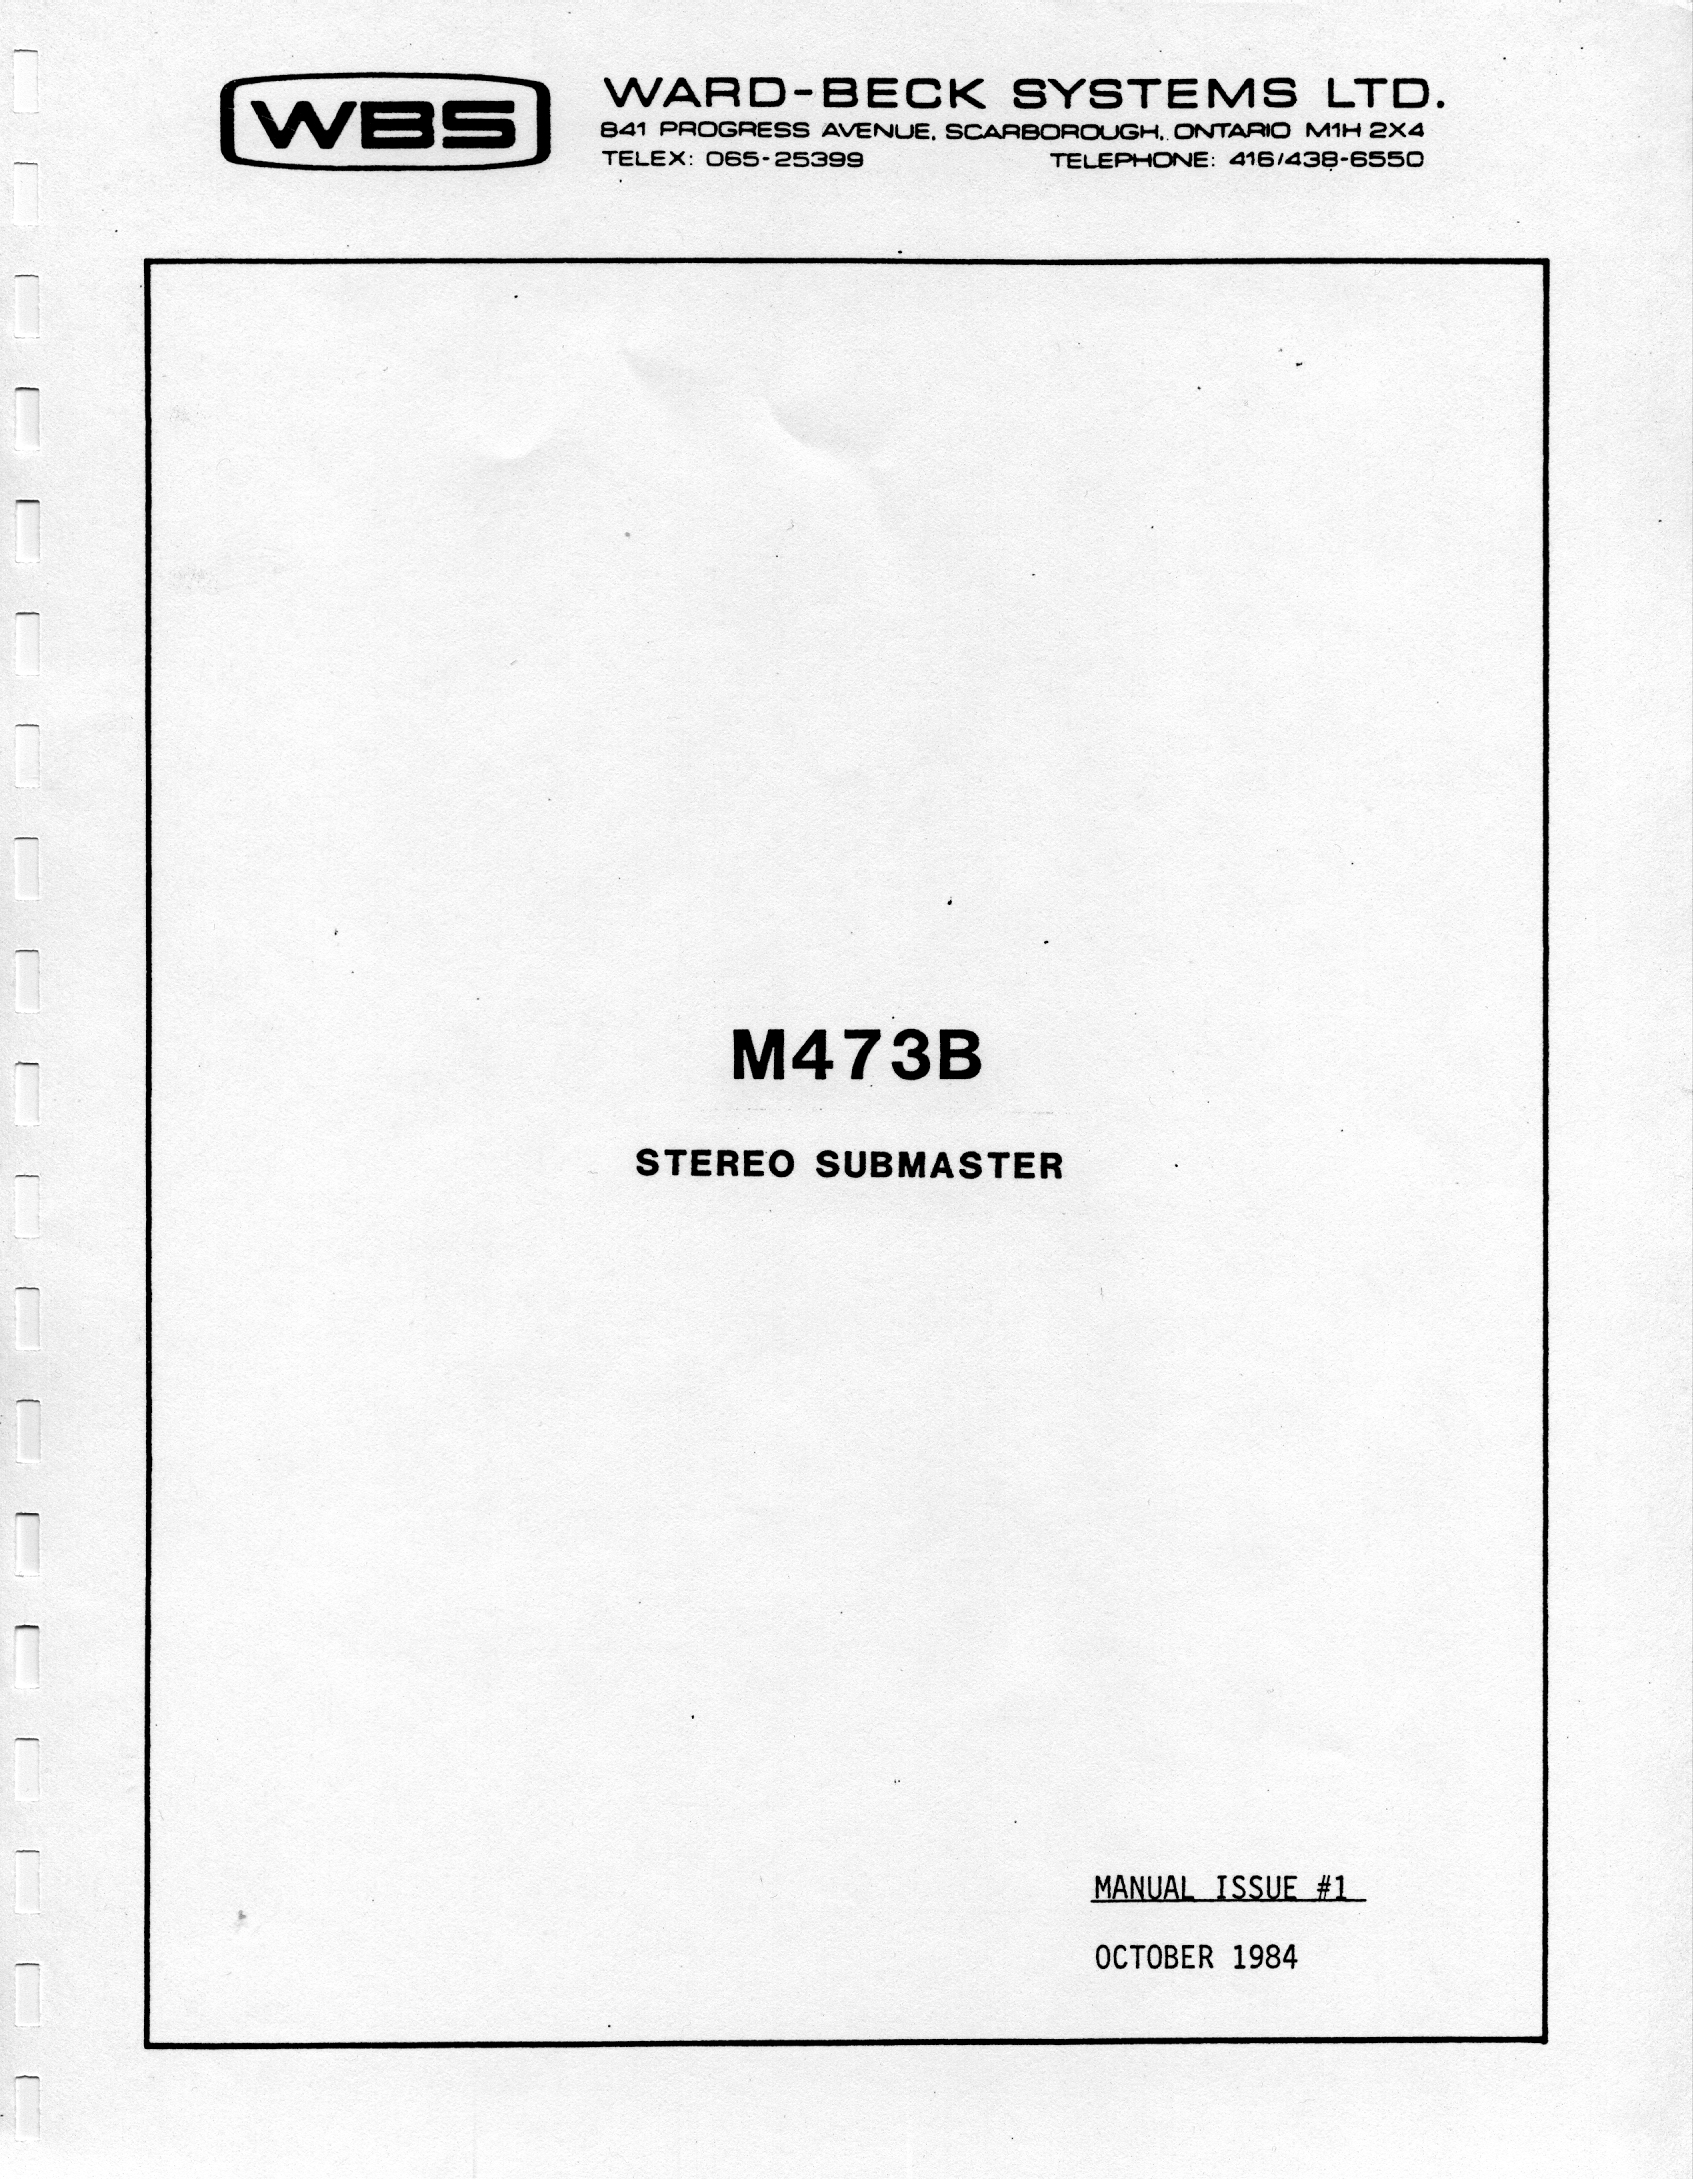 WBS
WARD-BECK SYSTEMS LTD.
841 PROGRESS AVENUE, SCARBOROUGH, ONTARIO M1H 2X4
TELEX: 065-25399 TELEPHONE: 416/438-6550
M473B
STEREO SUBMASTER
MANUAL ISSUE #1
OCTOBER 1984